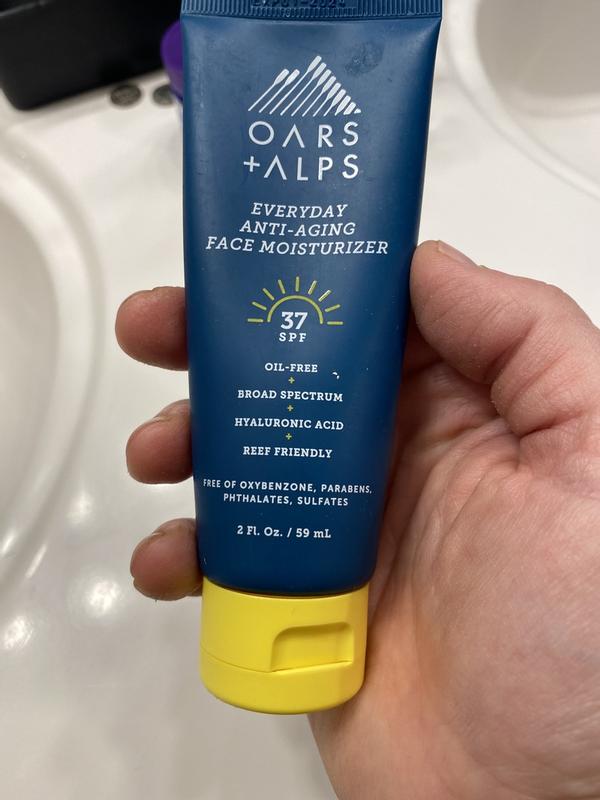 OARS
+ALPS
EVERYDAY
ANTI-AGING
FACE MOISTURIZER
37
SPF
OIL-FREE
+
BROAD SPECTRUM
+
HYALURONIC ACID
+
REEF FRIENDLY
FREE OF OXYBENZONE, PARABENS,
PHTHALATES, SULFATES
2 Fl. Oz. / 59 mL